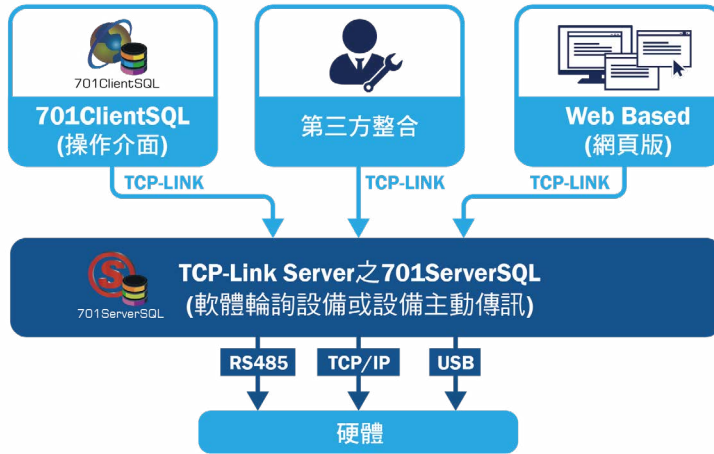 701ClientSQL
701ClientSQL
(操作介面)
第三方整合
Web Based
(網頁版)
TCP-LINK
TCP-LINK
TCP-LINK
S
701ServerSQL
TCP-Link Server之701ServerSQL
(軟體輪詢設備或設備主動傳訊)
RS485
TCP/IP
USB
硬體